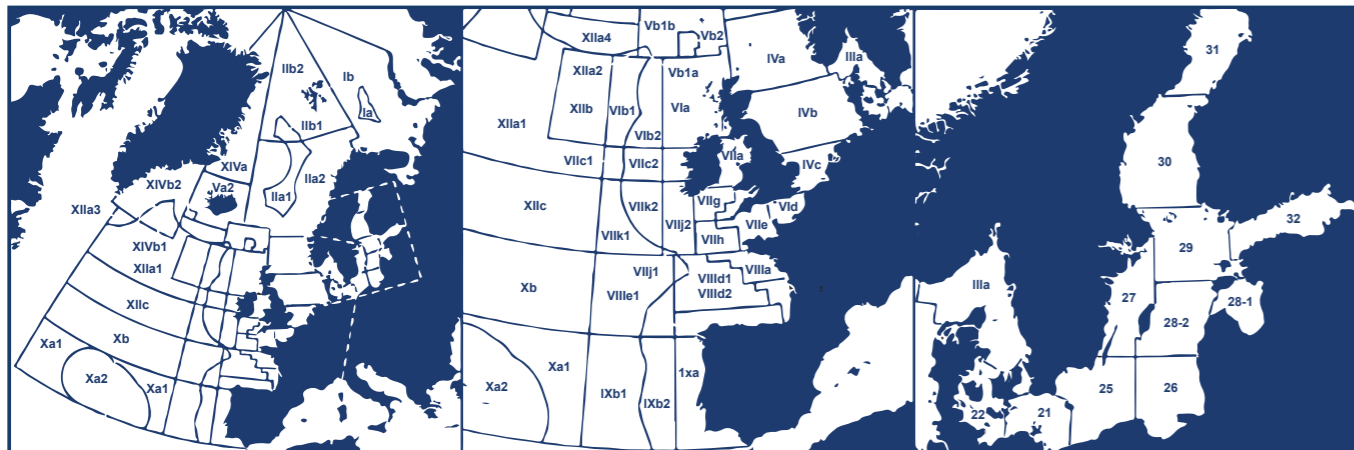 IIb2
Ib
Ia
IIb1
XIVa
IIa2
XIVb2
Va2
IIa1
XIIa3
XIVb1
XIIa1
XIIc
Xb
Xa1
Xa2
Xa1
Vb1b
XIIa4
Vb2
IVa
IIIa
XIIa2
Vb1a
XIIb
VIb1
VIa
IVb
XIIa1
VIb2
VIIa
VIIc1
VIIc2
IVc
XIIc
VIIk2
VIIg
VId
VIIj2
VIIe
VIIk1
VIIh
VIIj1
VIIIa
VIIId1
Xb
VIIIe1
VIIId2
Xa1
1xa
Xa2
IXb1
IXb2
31
30
32
29
IIIa
27
28-1
28-2
25
26
22
21